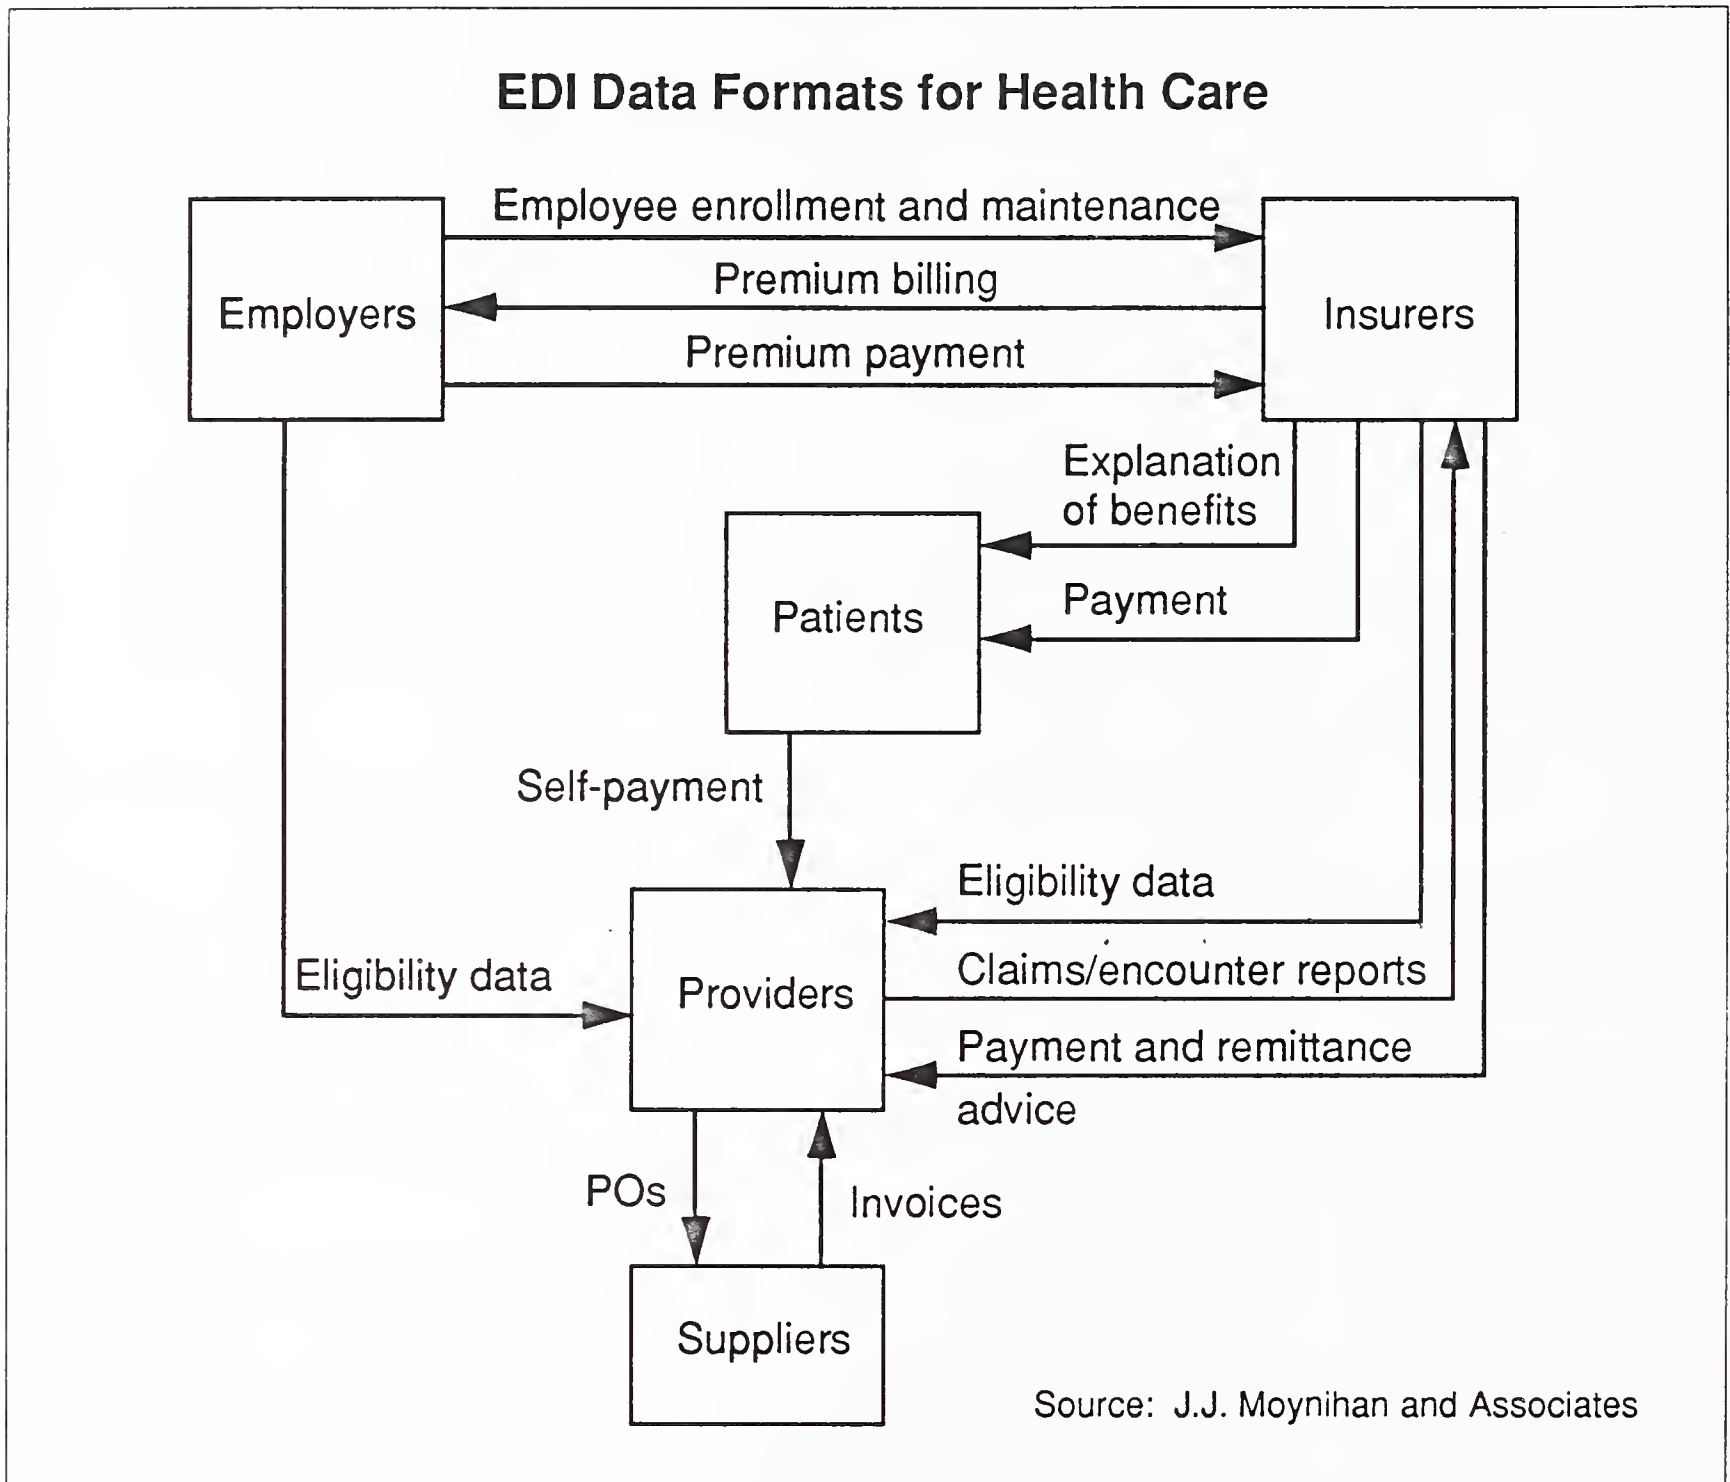 EDI Data Formats for Health Care
Employee enrollment and maintenance
Premium billing
Employers
Insurers
Premium payment
Explanation
of benefits
Patients
Payment
Self-payment
Eligibility data
Eligibility data
Claims/encounter reports
Providers
Payment and remittance
advice
POs
Invoices
Suppliers
Source: J.J. Moynihan and Associates